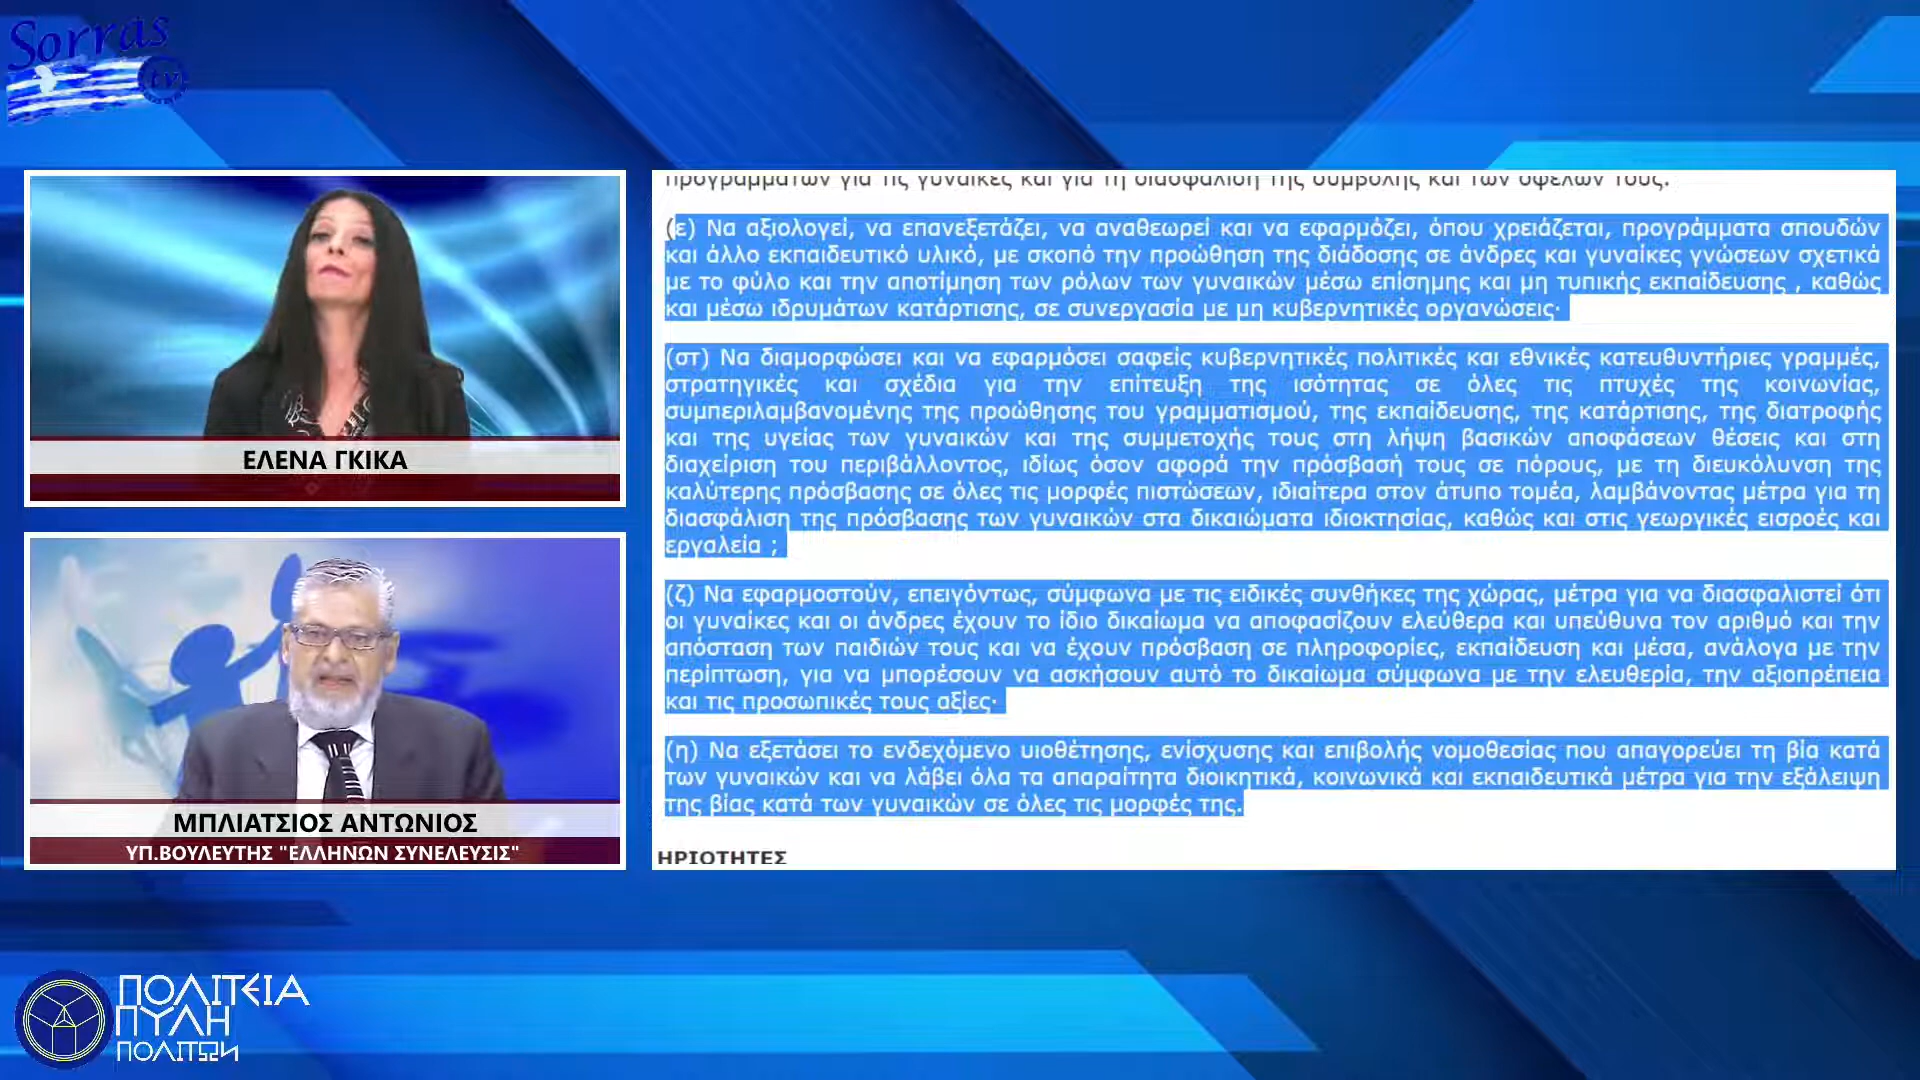 Sorras
tv
ΕΛΕΝΑ ΓΚΙΚΑ
ΜΠΛΙΑΤΣΙΟΣ ΑΝΤΩΝΙΟΣ
ΥΠ.ΒΟΥΛΕΥΤΗΣ "ΕΛΛΗΝΩΝ ΣΥΝΕΛΕΥΣΙΣ"
προγραμμάτων για τις γυναίκες και για τη διασφάλιση της συμβολής και των οφελών τους.
(ε) Να αξιολογεί, να επανεξετάζει, να αναθεωρεί και να εφαρμόζει, όπου χρειάζεται, προγράμματα σπουδών
και άλλο εκπαιδευτικό υλικό, με σκοπό την προώθηση της διάδοσης σε άνδρες και γυναίκες γνώσεων σχετικά
με το φύλο και την αποτίμηση των ρόλων των γυναικών μέσω επίσημης και μη τυπικής εκπαίδευσης , καθώς
και μέσω ιδρυμάτων κατάρτισης, σε συνεργασία με μη κυβερνητικές οργανώσεις·
(στ) Να διαμορφώσει και να εφαρμόσει σαφείς κυβερνητικές πολιτικές και εθνικές κατευθυντήριες γραμμές,
στρατηγικές και σχέδια για την επίτευξη της ισότητας σε όλες τις πτυχές της κοινωνίας,
συμπεριλαμβανομένης της προώθησης του γραμματισμού, της εκπαίδευσης, της κατάρτισης, της διατροφής
και της υγείας των γυναικών και της συμμετοχής τους στη λήψη βασικών αποφάσεων θέσεις και στη
διαχείριση του περιβάλλοντος, ιδίως όσον αφορά την πρόσβασή τους σε πόρους, με τη διευκόλυνση της
καλύτερης πρόσβασης σε όλες τις μορφές πιστώσεων, ιδιαίτερα στον άτυπο τομέα, λαμβάνοντας μέτρα για τη
διασφάλιση της πρόσβασης των γυναικών στα δικαιώματα ιδιοκτησίας, καθώς και στις γεωργικές εισροές και
εργαλεία ;
(ζ) Να εφαρμοστούν, επειγόντως, σύμφωνα με τις ειδικές συνθήκες της χώρας, μέτρα για να διασφαλιστεί ότι
οι γυναίκες και οι άνδρες έχουν το ίδιο δικαίωμα να αποφασίζουν ελεύθερα και υπεύθυνα τον αριθμό και την
απόσταση των παιδιών τους και να έχουν πρόσβαση σε πληροφορίες, εκπαίδευση και μέσα, ανάλογα με την
περίπτωση, για να μπορέσουν να ασκήσουν αυτό το δικαίωμα σύμφωνα με την ελευθερία, την αξιοπρέπεια
και τις προσωπικές τους αξίες·
(η) Να εξετάσει το ενδεχόμενο υιοθέτησης, ενίσχυσης και επιβολής νομοθεσίας που απαγορεύει τη βία κατά
των γυναικών και να λάβει όλα τα απαραίτητα διοικητικά, κοινωνικά και εκπαιδευτικά μέτρα για την εξάλειψη
της βίας κατά των γυναικών σε όλες τις μορφές της.
ΗΡΙΟΤΗΤΕΣ
ΠΟΛΙΤΕΙΑ
ΠΥΛΗ
ΠΟΛΙΤΩΝ